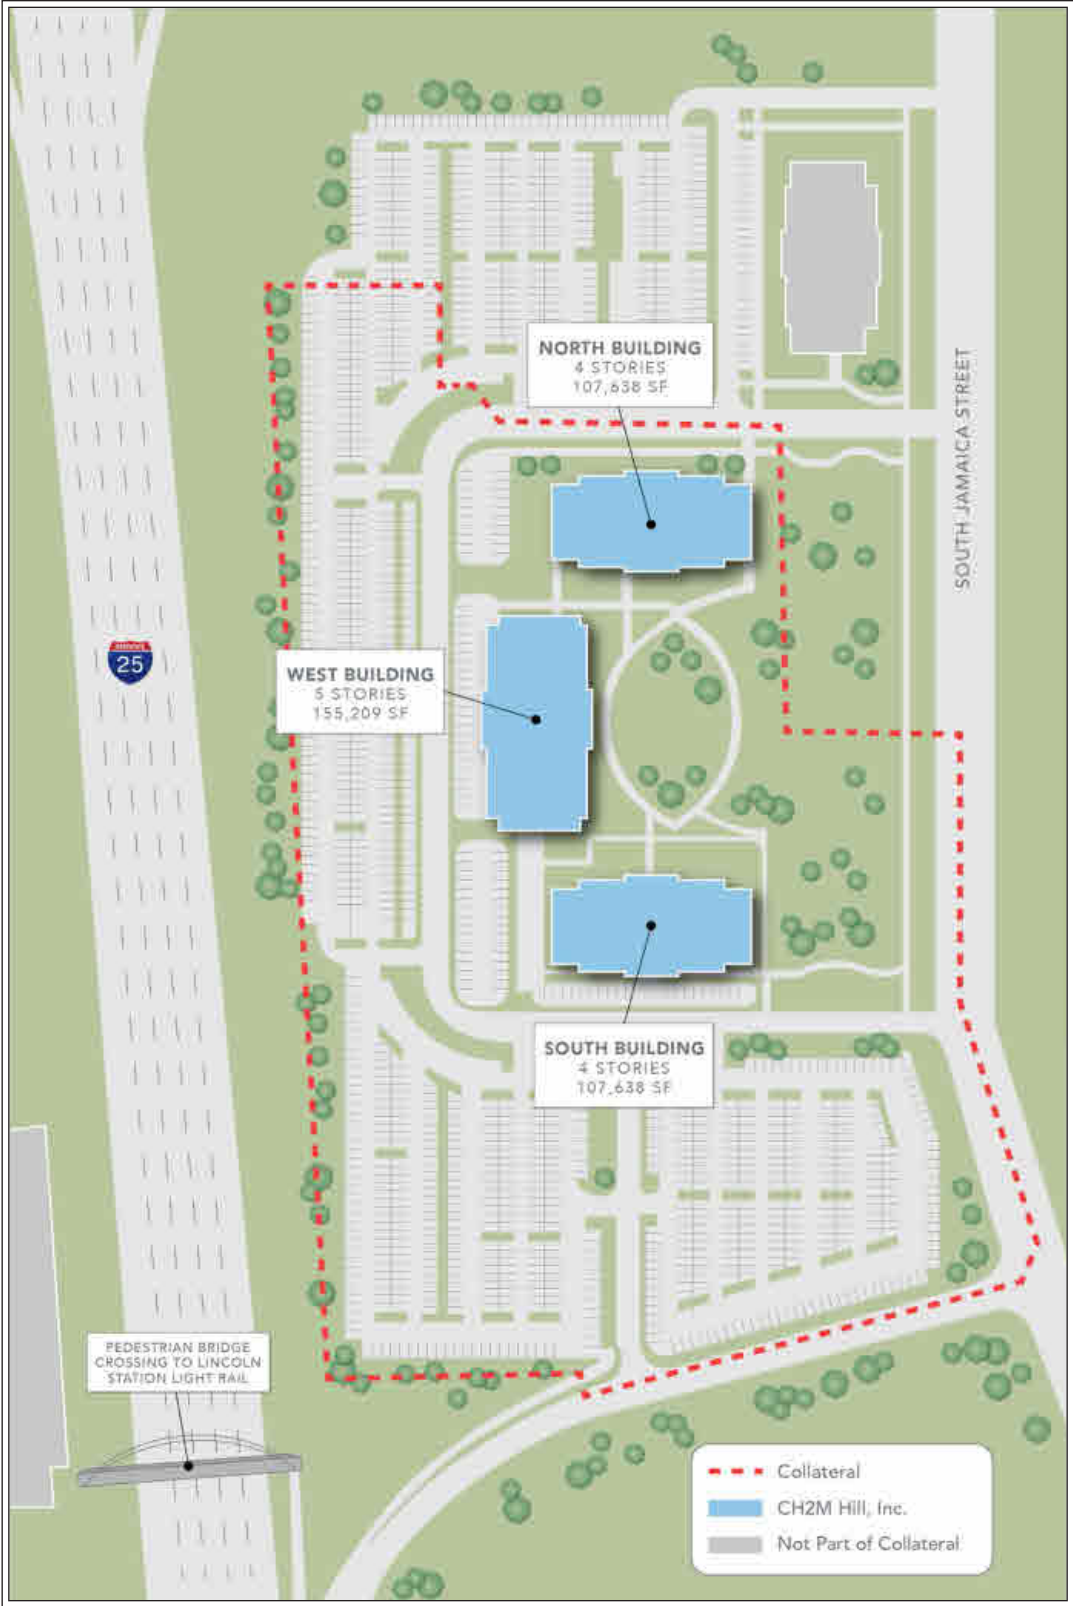 NORTH BUILDING
4 STORIES
107,638 SF
SOUTH JAMAICA STREET
25
WEST BUILDING
5 STORIES
155,209 SF
SOUTH BUILDING
4 STORIES
107,638 SF
PEDESTRIAN BRIDGE
CROSSING TO LINCOLN
STATION LIGHT RAIL
Collateral
CH2M Hill, Inc.
Not Part of Collateral